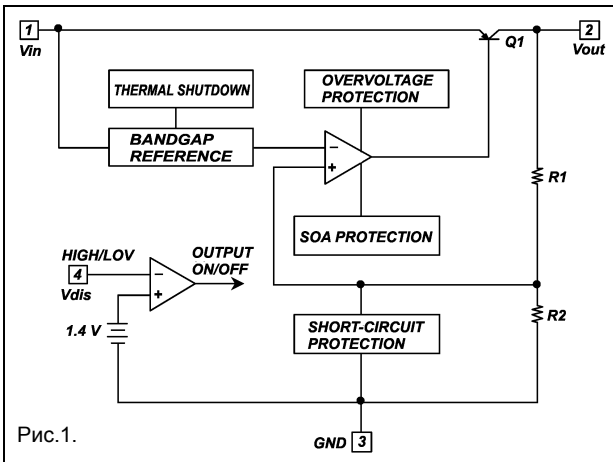 1
Vin
Q1
2
Vout
THERMAL SHUTDOWN
OVERVOLTAGE
PROTECTION
BANDGAP
REFERENCE
−
+
R1
SOA PROTECTION
HIGH/LOV
OUTPUT
ON/OFF
4
Vdis
−
+
1.4 V
SHORT-CIRCUIT
PROTECTION
R2
Рис.1.
GND 3